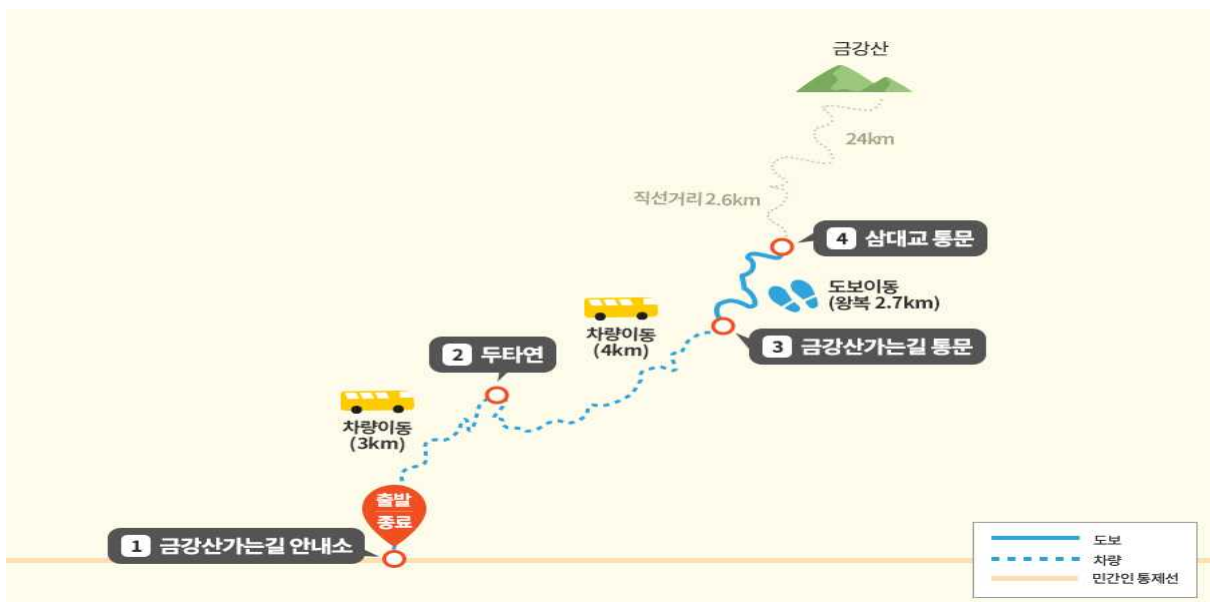 금강산
24km
직선거리 2.6km
4 삼대교 통문
도보이동
(왕복 2.7km)
차량이동
(4km)
3 금강산가는길 통문
2 두타연
차량이동
(3km)
출발
종료
1 금강산가는길 안내소
도보
차량
민간인 통제선